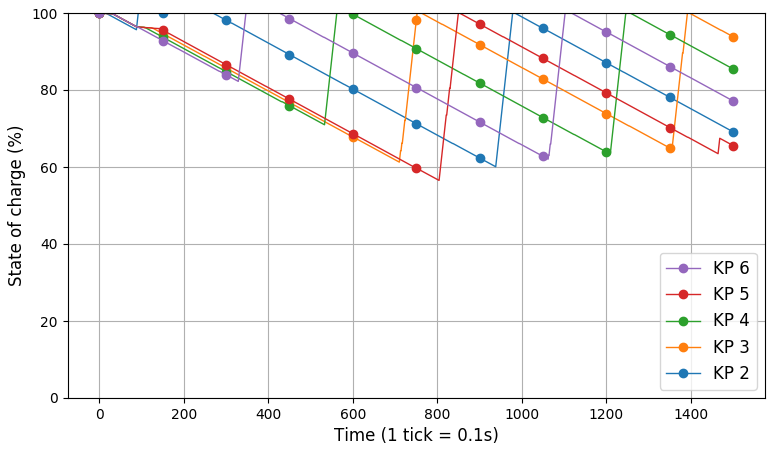 100
80
60
40
20
0
State of charge (%)
0 200 400 600 800 1000 1200 1400
Time (1 tick = 0.1s)
KP 6
KP 5
KP 4
KP 3
KP 2